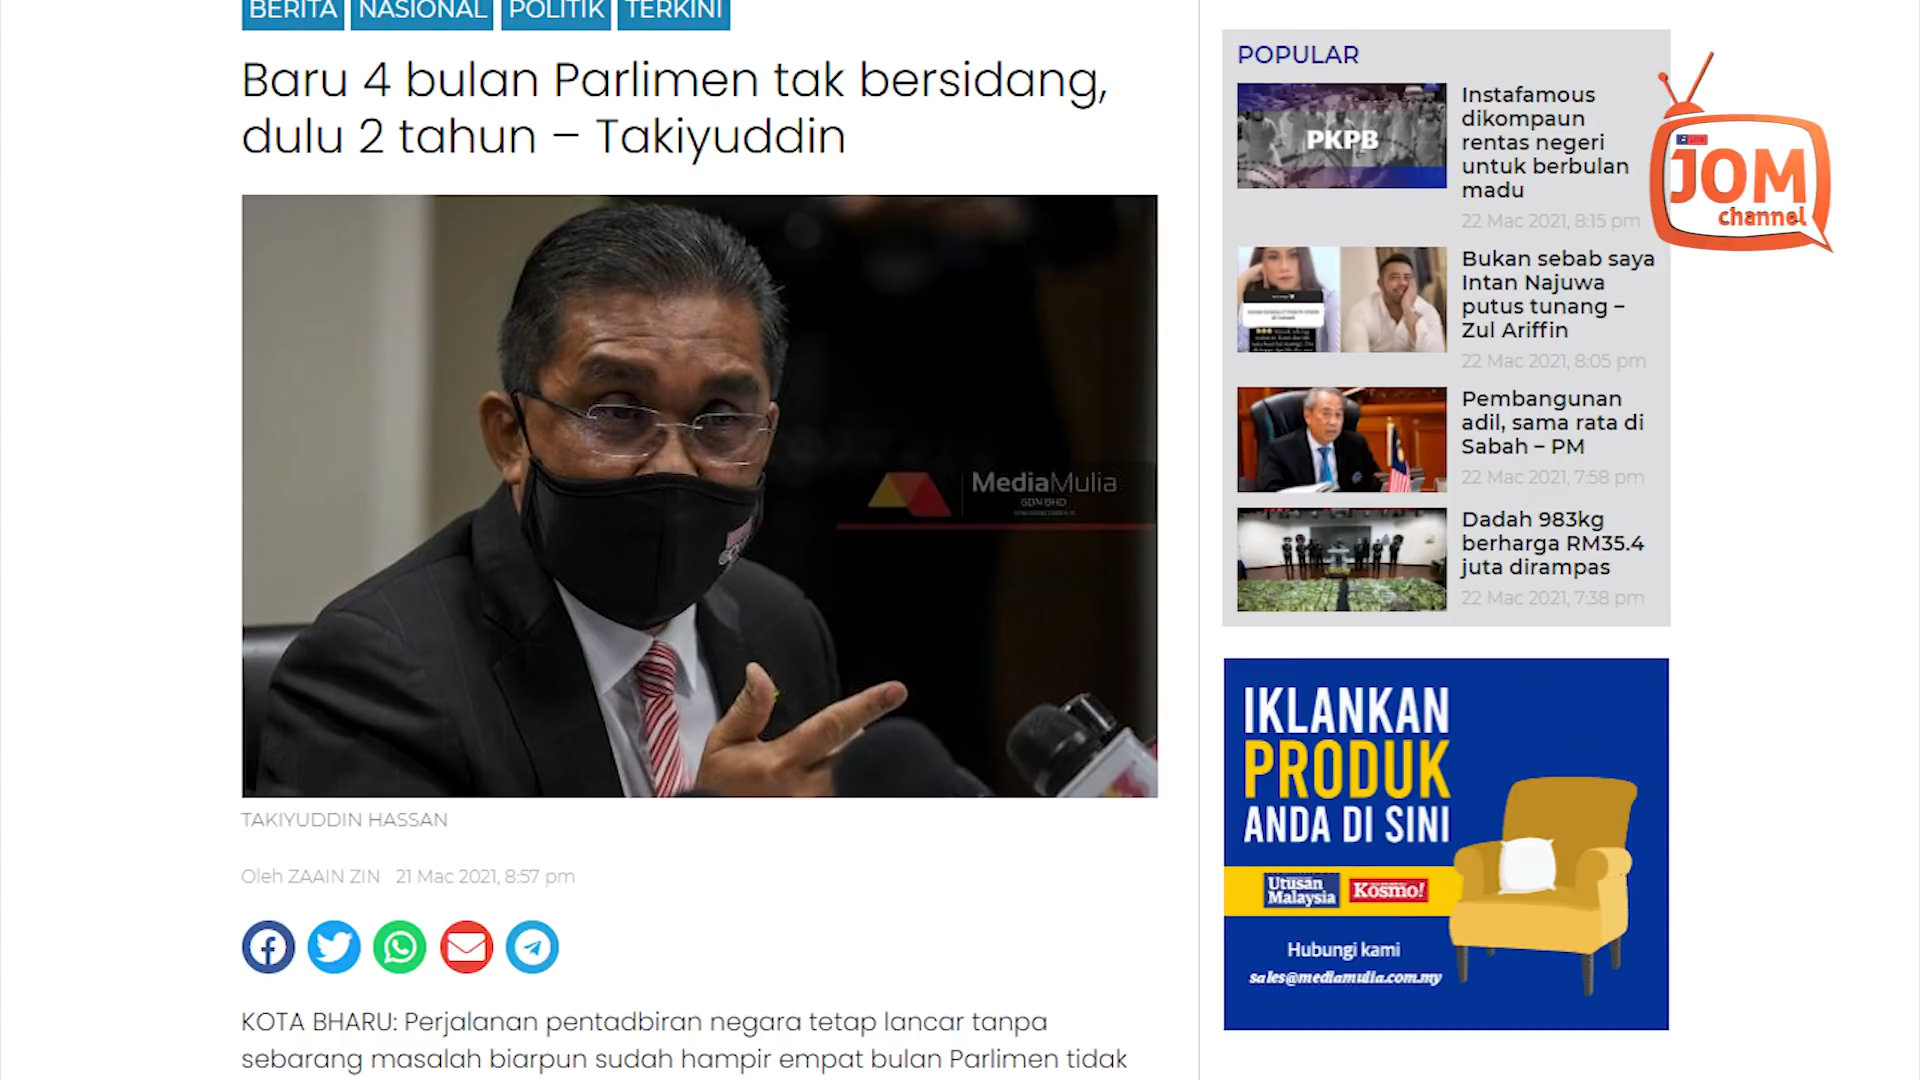 BERITA NASIONAL POLITIK TERKINI
Baru 4 bulan Parlimen tak bersidang,
dulu 2 tahun – Takiyuddin
MediaMulia
SDN BHD
TAKIYUDDIN HASSAN
Oleh ZAAIN ZIN 21 Mac 2021, 8:57 pm
KOTA BHARU: Perjalanan pentadbiran negara tetap lancar tanpa
sebarang masalah biarpun sudah hampir empat bulan Parlimen tidak
POPULAR
PKPB
Instafamous
dikompaun
rentas negeri
untuk berbulan
madu
22 Mac 2021, 8:15 pm
Bukan sebab saya
Intan Najuwa
putus tunang –
Zul Ariffin
22 Mac 2021, 8:05 pm
Pembangunan
adil, sama rata di
Sabah – PM
22 Mac 2021, 7:58 pm
Dadah 983kg
berharga RM35.4
juta dirampas
22 Mac 2021, 7:38 pm
JOM
channel
IKLANKAN
PRODUK
ANDA DI SINI
Utusan
Malaysia
Kosmo!
Hubungi kami
sales@mediamulia.com.my